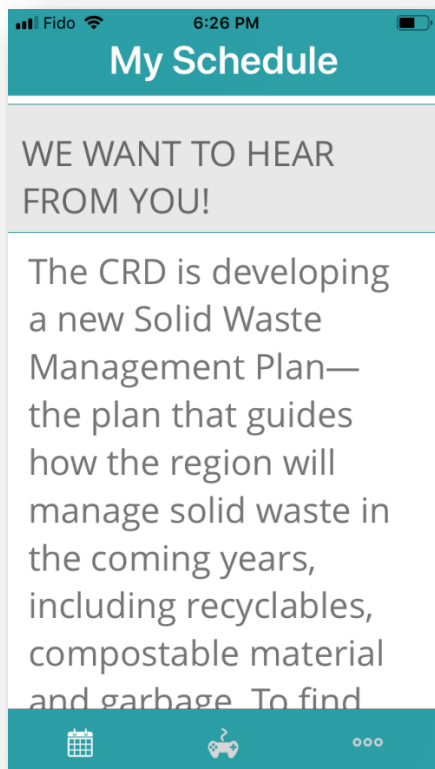 Fido 6:26 PM
My Schedule
WE WANT TO HEAR
FROM YOU!
The CRD is developing
a new Solid Waste
Management Plan—
the plan that guides
how the region will
manage solid waste in
the coming years,
including recyclables,
compostable material
and garbage. To find